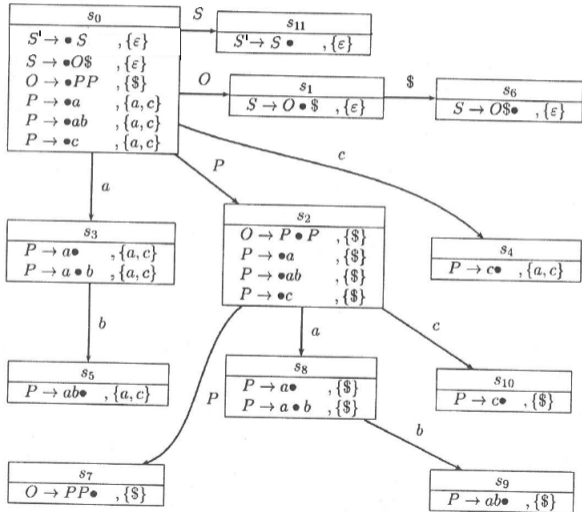 s₀
S' → • S , {ε}
S → •O$ , {ε}
O → •PP , {$}
P → •a , {a, c}
P → •ab , {a, c}
P → •c , {a, c}
S
s₁₁
S' → S • , {ε}
O
s₁
S → O • $ , {ε}
$
s₆
S → O$• , {ε}
c
P
a
s₃
P → a• , {a, c}
P → a • b , {a, c}
s₂
O → P • P , {$}
P → •a , {$}
P → •ab , {$}
P → •c , {$}
s₄
P → c• , {a, c}
b
a
c
s₅
P → ab• , {a, c}
P
s₈
P → a• , {$}
P → a • b , {$}
s₁₀
P → c• , {$}
b
s₇
O → PP• , {$}
s₉
P → ab• , {$}